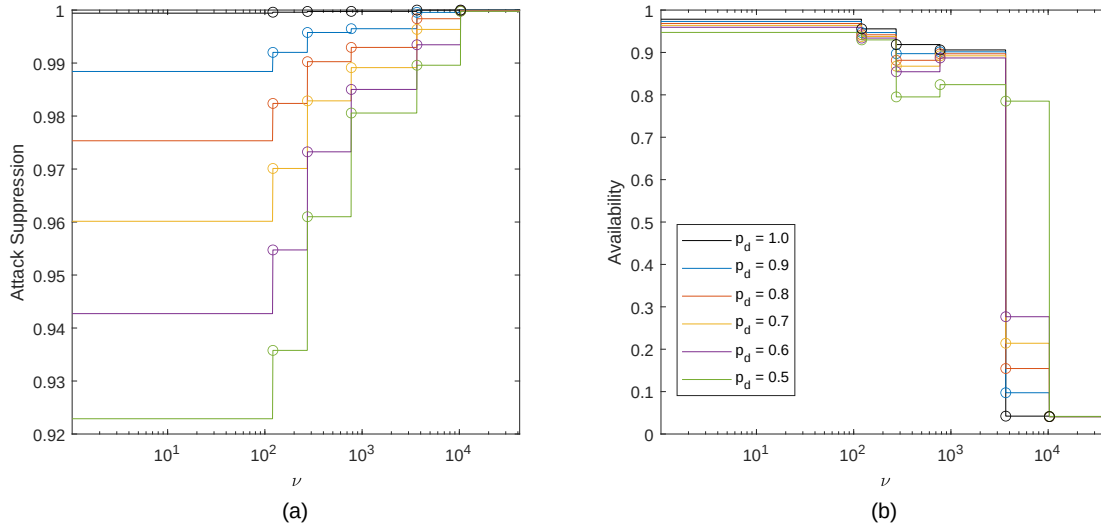 1
0.99
0.98
0.97
0.96
0.95
0.94
0.93
0.92
Attack Suppression
10^1 10^2 10^3 10^4
ν
(a)
1
0.9
0.8
0.7
0.6
0.5
0.4
0.3
0.2
0.1
0
Availability
p_d = 1.0
p_d = 0.9
p_d = 0.8
p_d = 0.7
p_d = 0.6
p_d = 0.5
10^1 10^2 10^3 10^4
ν
(b)